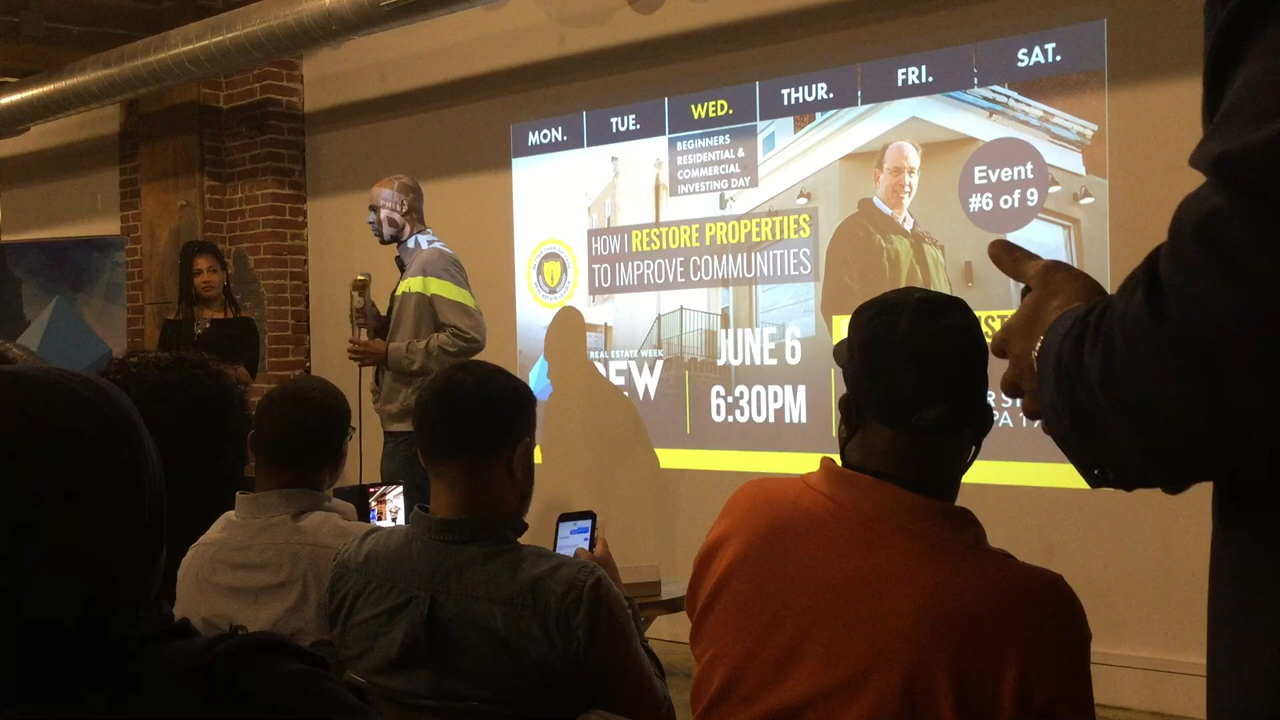 MON.
TUE.
WED.
THUR.
FRI.
SAT.
BEGINNERS
RESIDENTIAL &
COMMERCIAL
INVESTING DAY
Event
#6 of 9
HOW I RESTORE PROPERTIES
TO IMPROVE COMMUNITIES
REAL ESTATE WEEK
JUNE 6
6:30PM